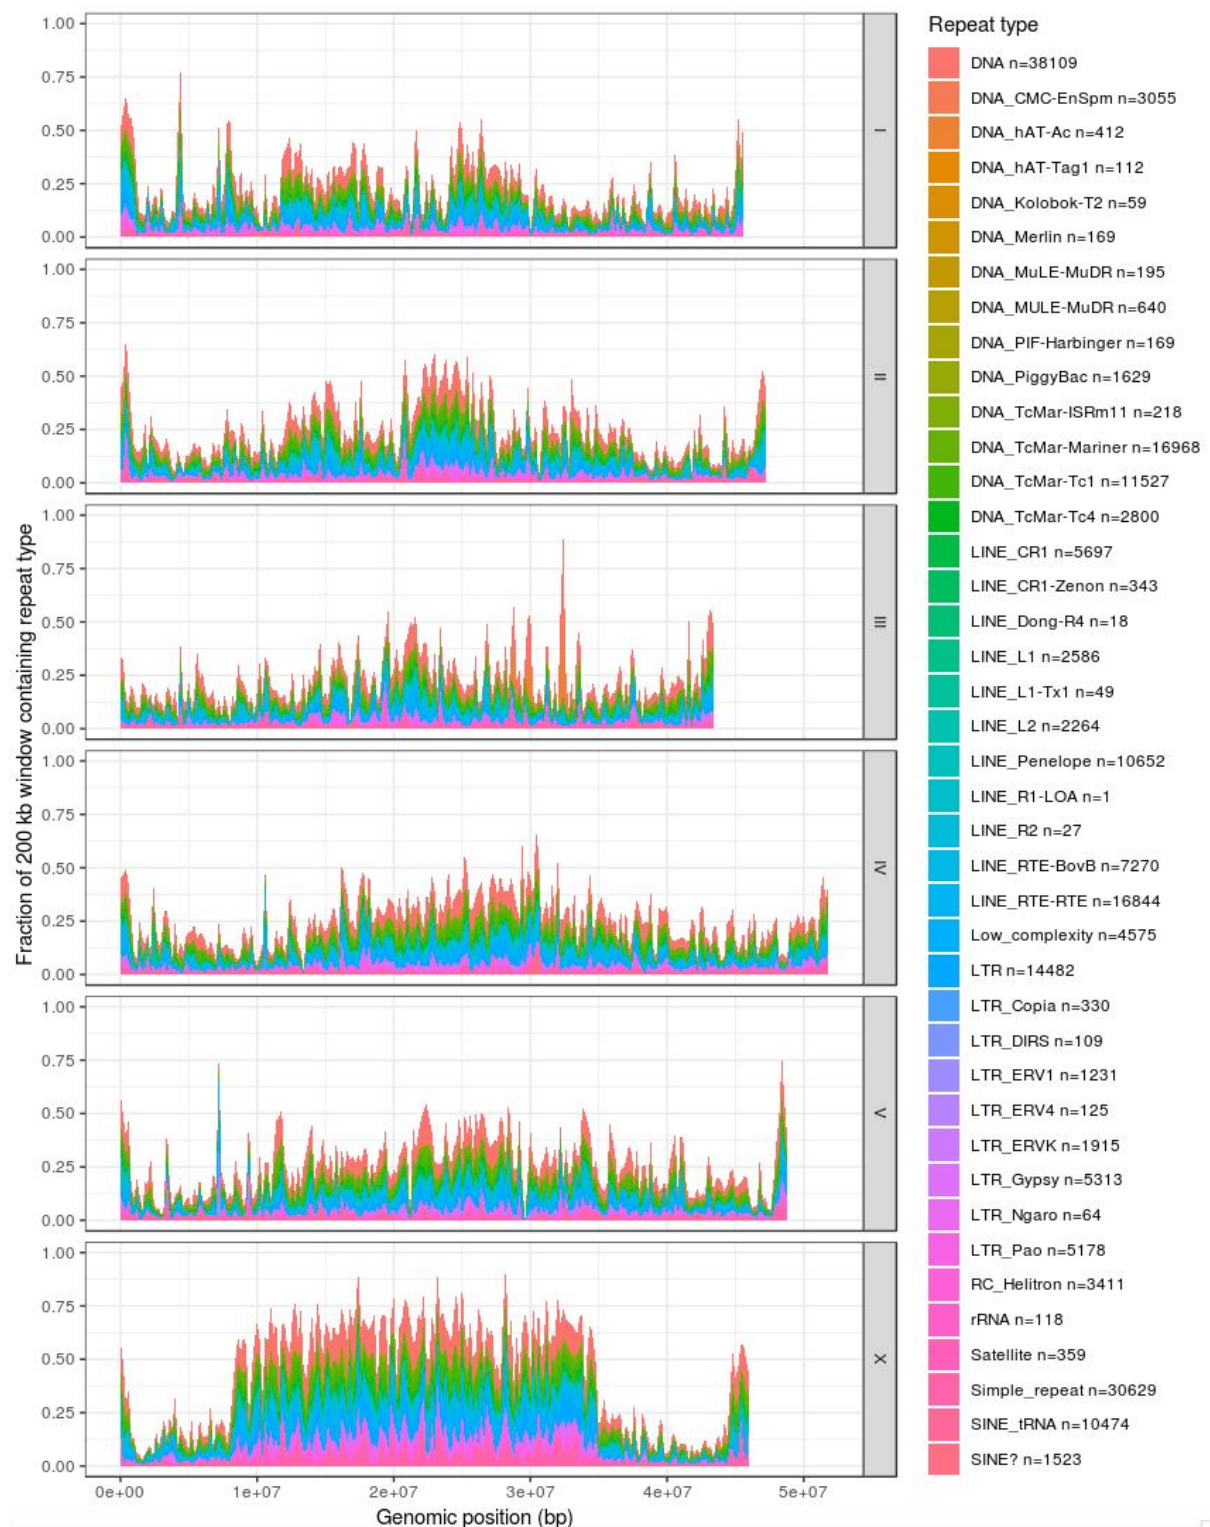 Fraction of 200 kb window containing repeat type
1.00
0.75
0.50
0.25
0.00
I
1.00
0.75
0.50
0.25
0.00
II
1.00
0.75
0.50
0.25
0.00
III
1.00
0.75
0.50
0.25
0.00
IV
1.00
0.75
0.50
0.25
0.00
V
1.00
0.75
0.50
0.25
0.00
X
0e+00 1e+07 2e+07 3e+07 4e+07 5e+07
Genomic position (bp)
Repeat type
DNA n=38109
DNA_CMC-EnSpm n=3055
DNA_hAT-Ac n=412
DNA_hAT-Tag1 n=112
DNA_Kolobok-T2 n=59
DNA_Merlin n=169
DNA_MuLE-MuDR n=195
DNA_MULE-MuDR n=640
DNA_PIF-Harbinger n=169
DNA_PiggyBac n=1629
DNA_TcMar-ISRm11 n=218
DNA_TcMar-Mariner n=16968
DNA_TcMar-Tc1 n=11527
DNA_TcMar-Tc4 n=2800
LINE_CR1 n=5697
LINE_CR1-Zenon n=343
LINE_Dong-R4 n=18
LINE_L1 n=2586
LINE_L1-Tx1 n=49
LINE_L2 n=2264
LINE_Penelope n=10652
LINE_R1-LOA n=1
LINE_R2 n=27
LINE_RTE-BovB n=7270
LINE_RTE-RTE n=16844
Low_complexity n=4575
LTR n=14482
LTR_Copia n=330
LTR_DIRS n=109
LTR_ERV1 n=1231
LTR_ERV4 n=125
LTR_ERVK n=1915
LTR_Gypsy n=5313
LTR_Ngaro n=64
LTR_Pao n=5178
RC_Helitron n=3411
rRNA n=118
Satellite n=359
Simple_repeat n=30629
SINE_tRNA n=10474
SINE? n=1523